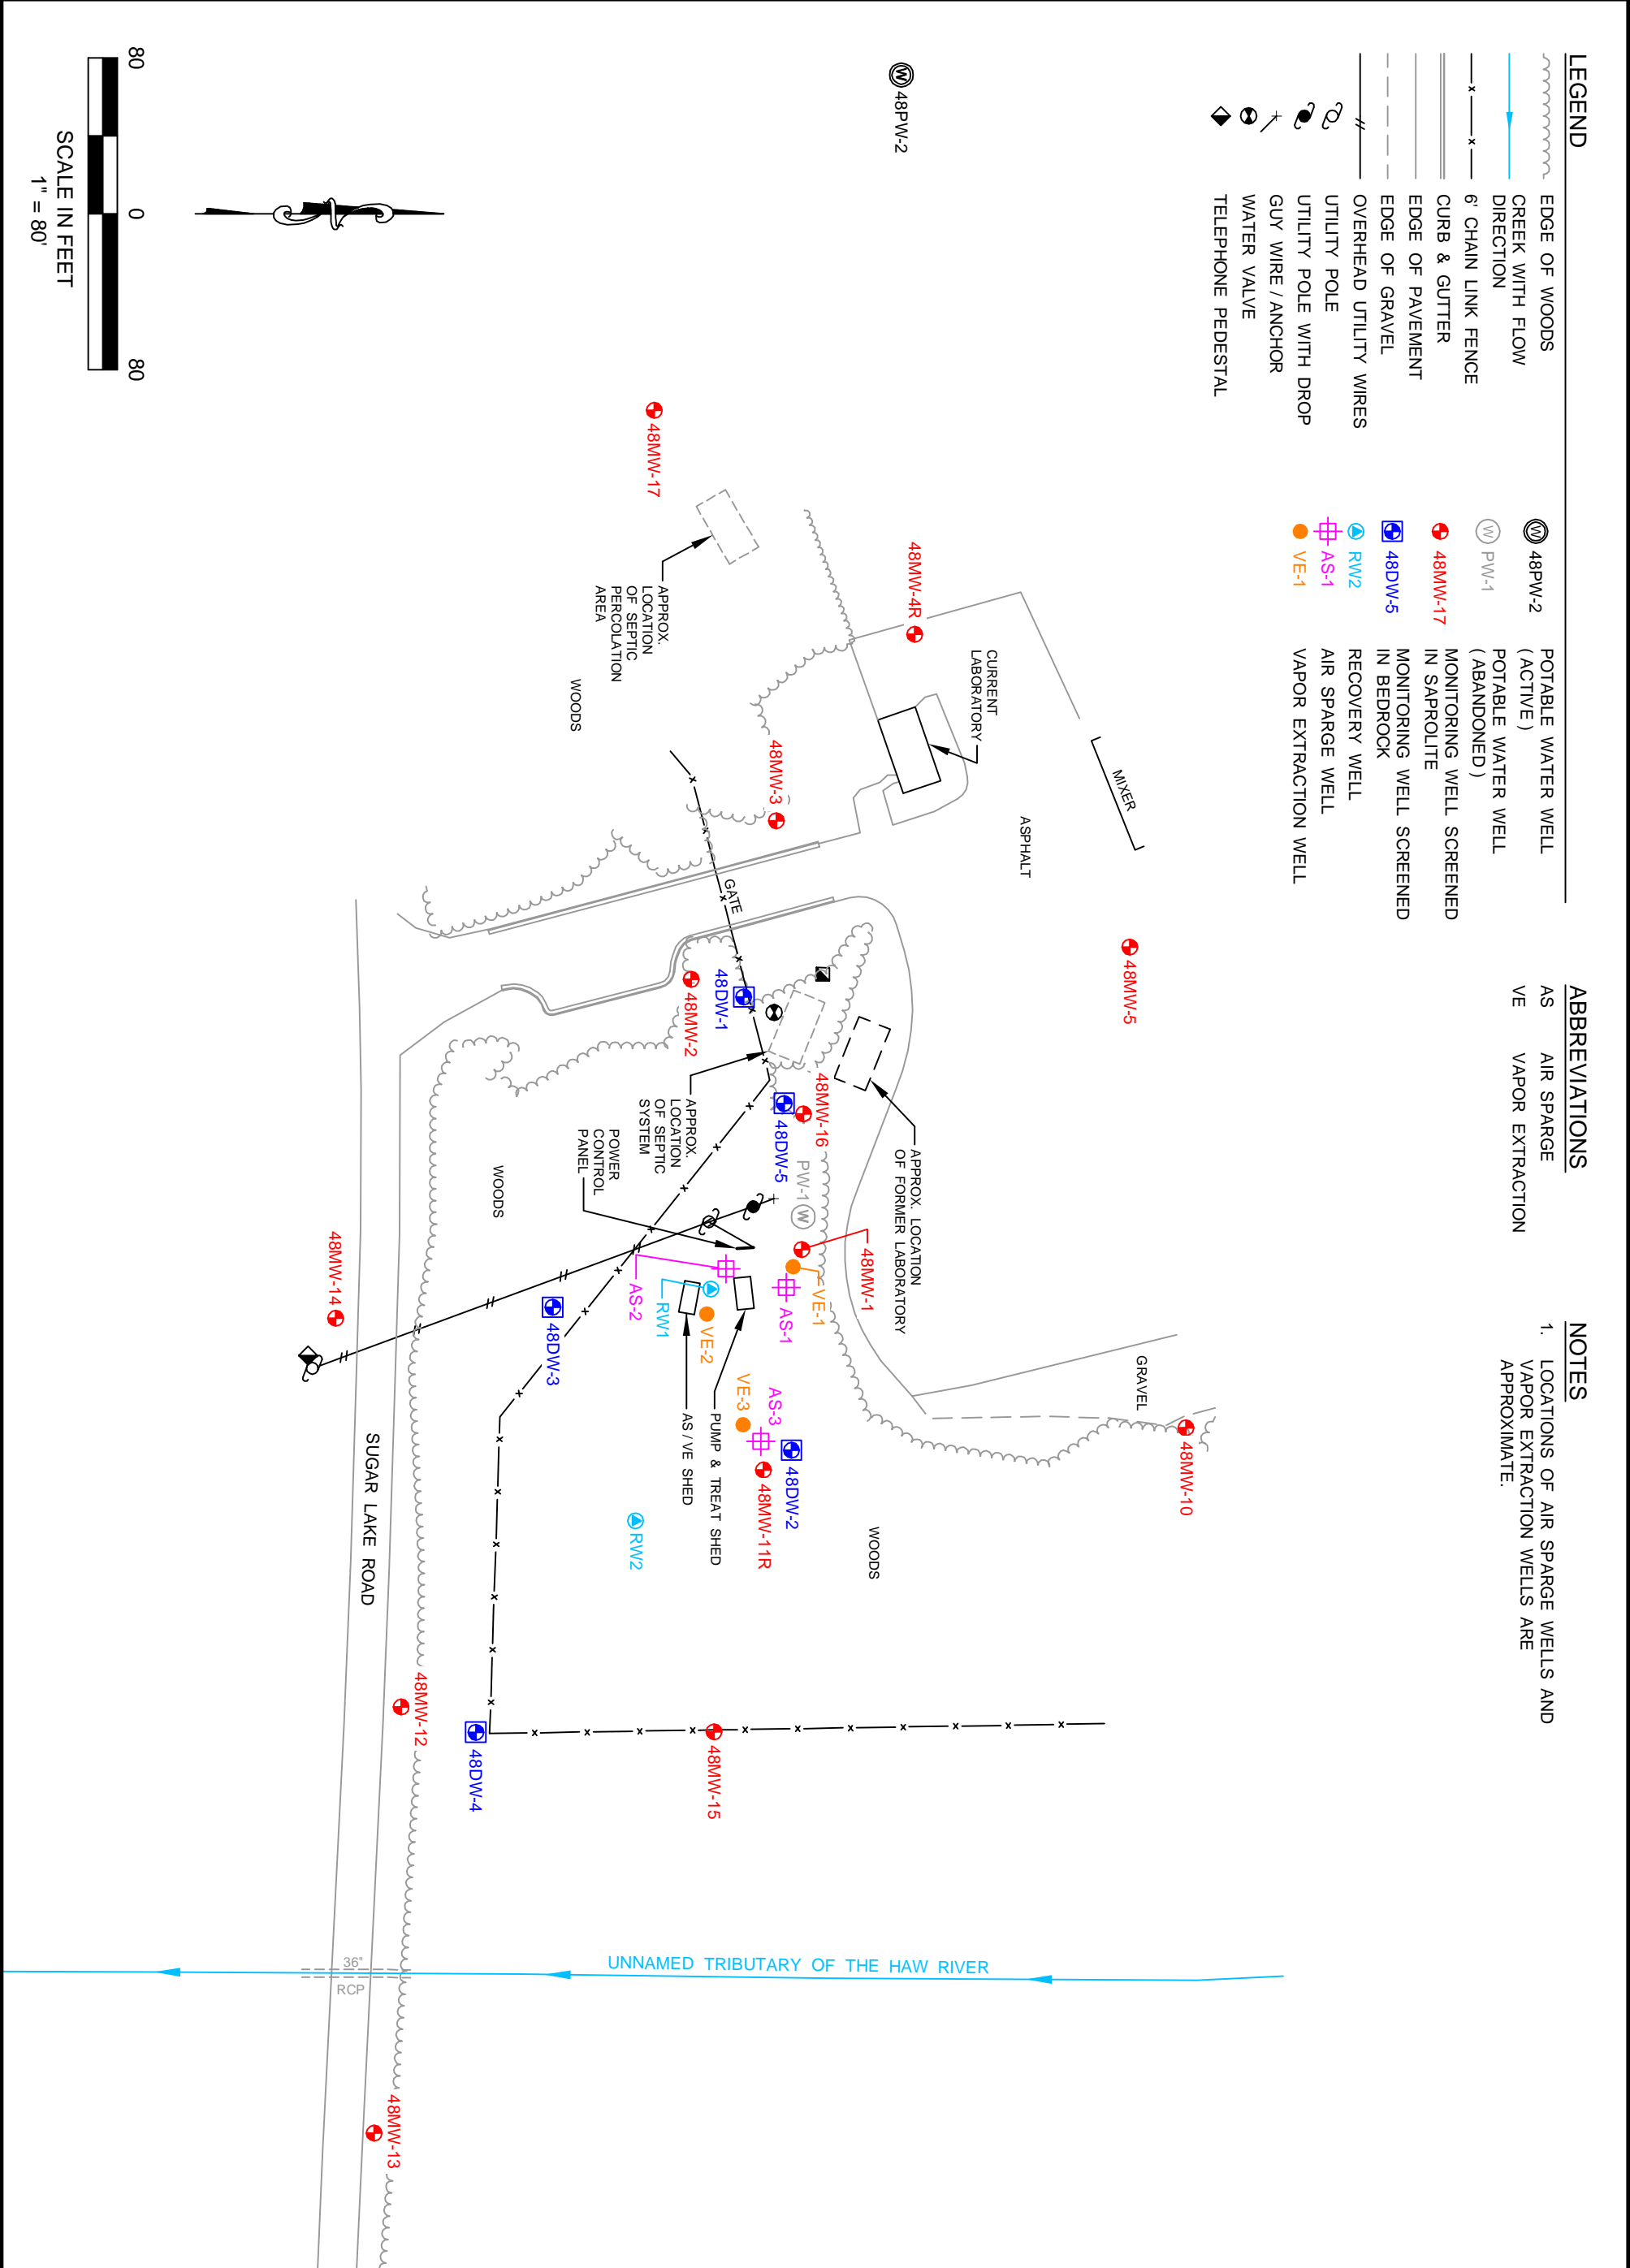 LEGEND
EDGE OF WOODS
CREEK WITH FLOW
DIRECTION
6' CHAIN LINK FENCE
CURB & GUTTER
EDGE OF PAVEMENT
EDGE OF GRAVEL
OVERHEAD UTILITY WIRES
UTILITY POLE
UTILITY POLE WITH DROP
GUY WIRE / ANCHOR
WATER VALVE
TELEPHONE PEDESTAL
W 48PW-2 POTABLE WATER WELL
( ACTIVE )
W PW-1 POTABLE WATER WELL
( ABANDONED )
48MW-17 MONITORING WELL SCREENED
IN SAPROLITE
48DW-5 MONITORING WELL SCREENED
IN BEDROCK
RW2 RECOVERY WELL
AS-1 AIR SPARGE WELL
VE-1 VAPOR EXTRACTION WELL
ABBREVIATIONS
AS AIR SPARGE
VE VAPOR EXTRACTION
NOTES
1. LOCATIONS OF AIR SPARGE WELLS AND
VAPOR EXTRACTION WELLS ARE
APPROXIMATE.
W 48PW-2
48MW-17
48MW-4R
CURRENT
LABORATORY
MIXER
ASPHALT
48MW-5
GRAVEL
48MW-10
APPROX.
LOCATION
OF SEPTIC
PERCOLATION
AREA
WOODS
48MW-3
GATE
48DW-1
48MW-2
APPROX. LOCATION
OF FORMER LABORATORY
48MW-16
48DW-5
PW-1 W
48MW-1
VE-1
AS-1
APPROX.
LOCATION
OF SEPTIC
SYSTEM
POWER
CONTROL
PANEL
WOODS
AS-2
RW1
VE-2
VE-3
AS-3
48DW-2
48MW-11R
PUMP & TREAT SHED
AS / VE SHED
WOODS
RW2
48DW-3
48MW-14
SUGAR LAKE ROAD
48MW-12
48DW-4
48MW-15
UNNAMED TRIBUTARY OF THE HAW RIVER
36"
RCP
48MW-13
80 0 80
SCALE IN FEET
1" = 80'